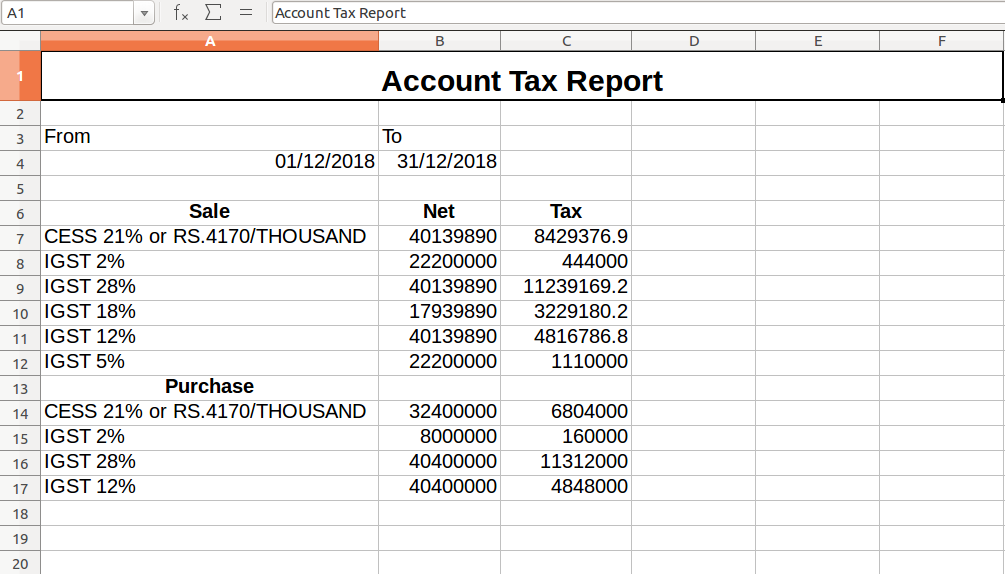 A1 fx Σ = Account Tax Report
A B C D E F
1 Account Tax Report
2
3 From To
4 01/12/2018 31/12/2018
5
6 Sale Net Tax
7 CESS 21% or RS.4170/THOUSAND 40139890 8429376.9
8 IGST 2% 22200000 444000
9 IGST 28% 40139890 11239169.2
10 IGST 18% 17939890 3229180.2
11 IGST 12% 40139890 4816786.8
12 IGST 5% 22200000 1110000
13 Purchase
14 CESS 21% or RS.4170/THOUSAND 32400000 6804000
15 IGST 2% 8000000 160000
16 IGST 28% 40400000 11312000
17 IGST 12% 40400000 4848000
18
19
20